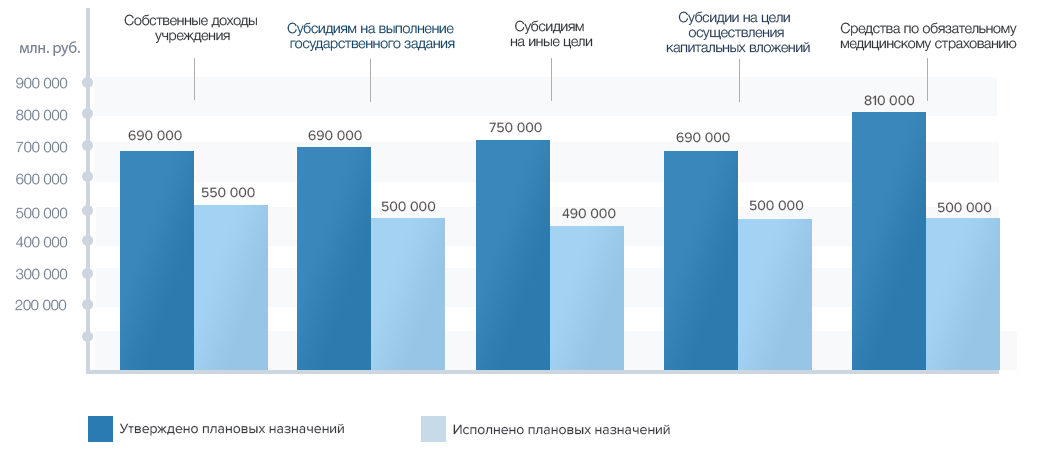 Собственные доходы
учреждения
Субсидиям на выполнение
государственного задания
Субсидиям
на иные цели
Субсидии на цели
осуществления
капитальных вложений
Средства по обязательному
медицинскому страхованию
млн. руб.
900 000
800 000
700 000
600 000
500 000
400 000
300 000
200 000
690 000
550 000
690 000
500 000
750 000
490 000
690 000
500 000
810 000
500 000
Утверждено плановых назначений
Исполнено плановых назначений